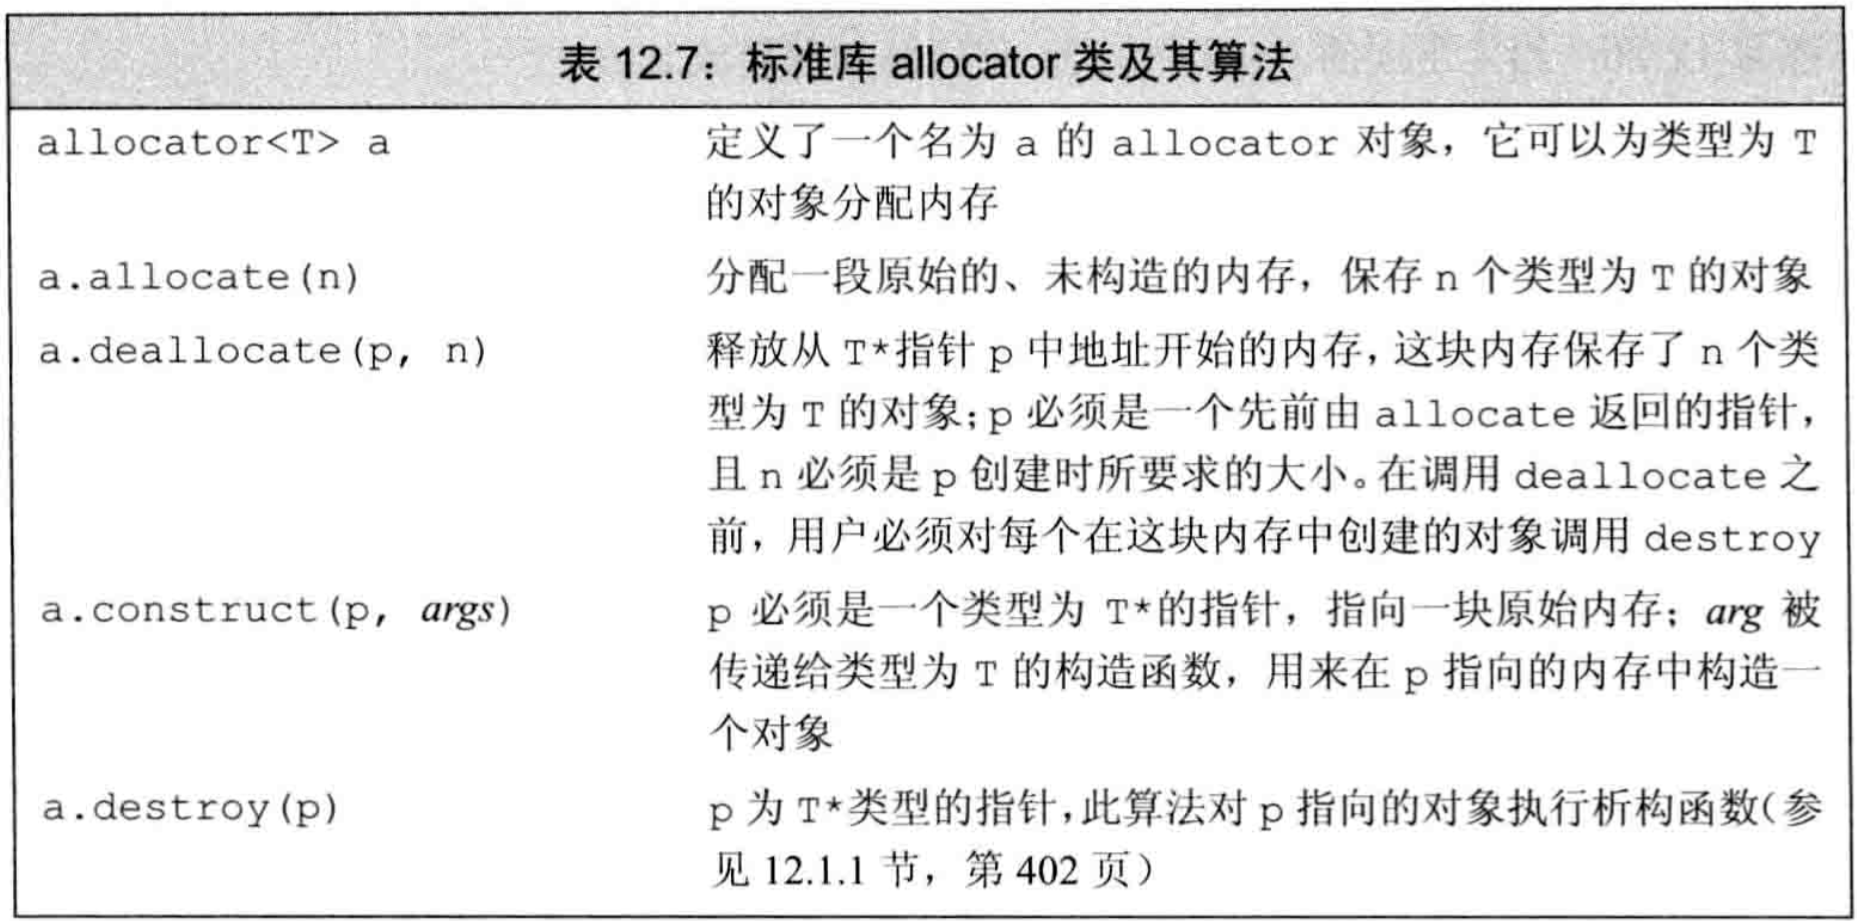 表 12.7：标准库 allocator 类及其算法
allocator<T> a 定义了一个名为 a 的 allocator 对象，它可以为类型为 T
的对象分配内存
a.allocate(n) 分配一段原始的、未构造的内存，保存 n 个类型为 T 的对象
a.deallocate(p, n) 释放从 T*指针 p 中地址开始的内存，这块内存保存了 n 个类
型为 T 的对象；p 必须是一个先前由 allocate 返回的指针，
且 n 必须是 p 创建时所要求的大小。在调用 deallocate 之
前，用户必须对每个在这块内存中创建的对象调用 destroy
a.construct(p, args) p 必须是一个类型为 T*的指针，指向一块原始内存；arg 被
传递给类型为 T 的构造函数，用来在 p 指向的内存中构造一
个对象
a.destroy(p) p 为 T*类型的指针，此算法对 p 指向的对象执行析构函数（参
见 12.1.1 节，第 402 页）